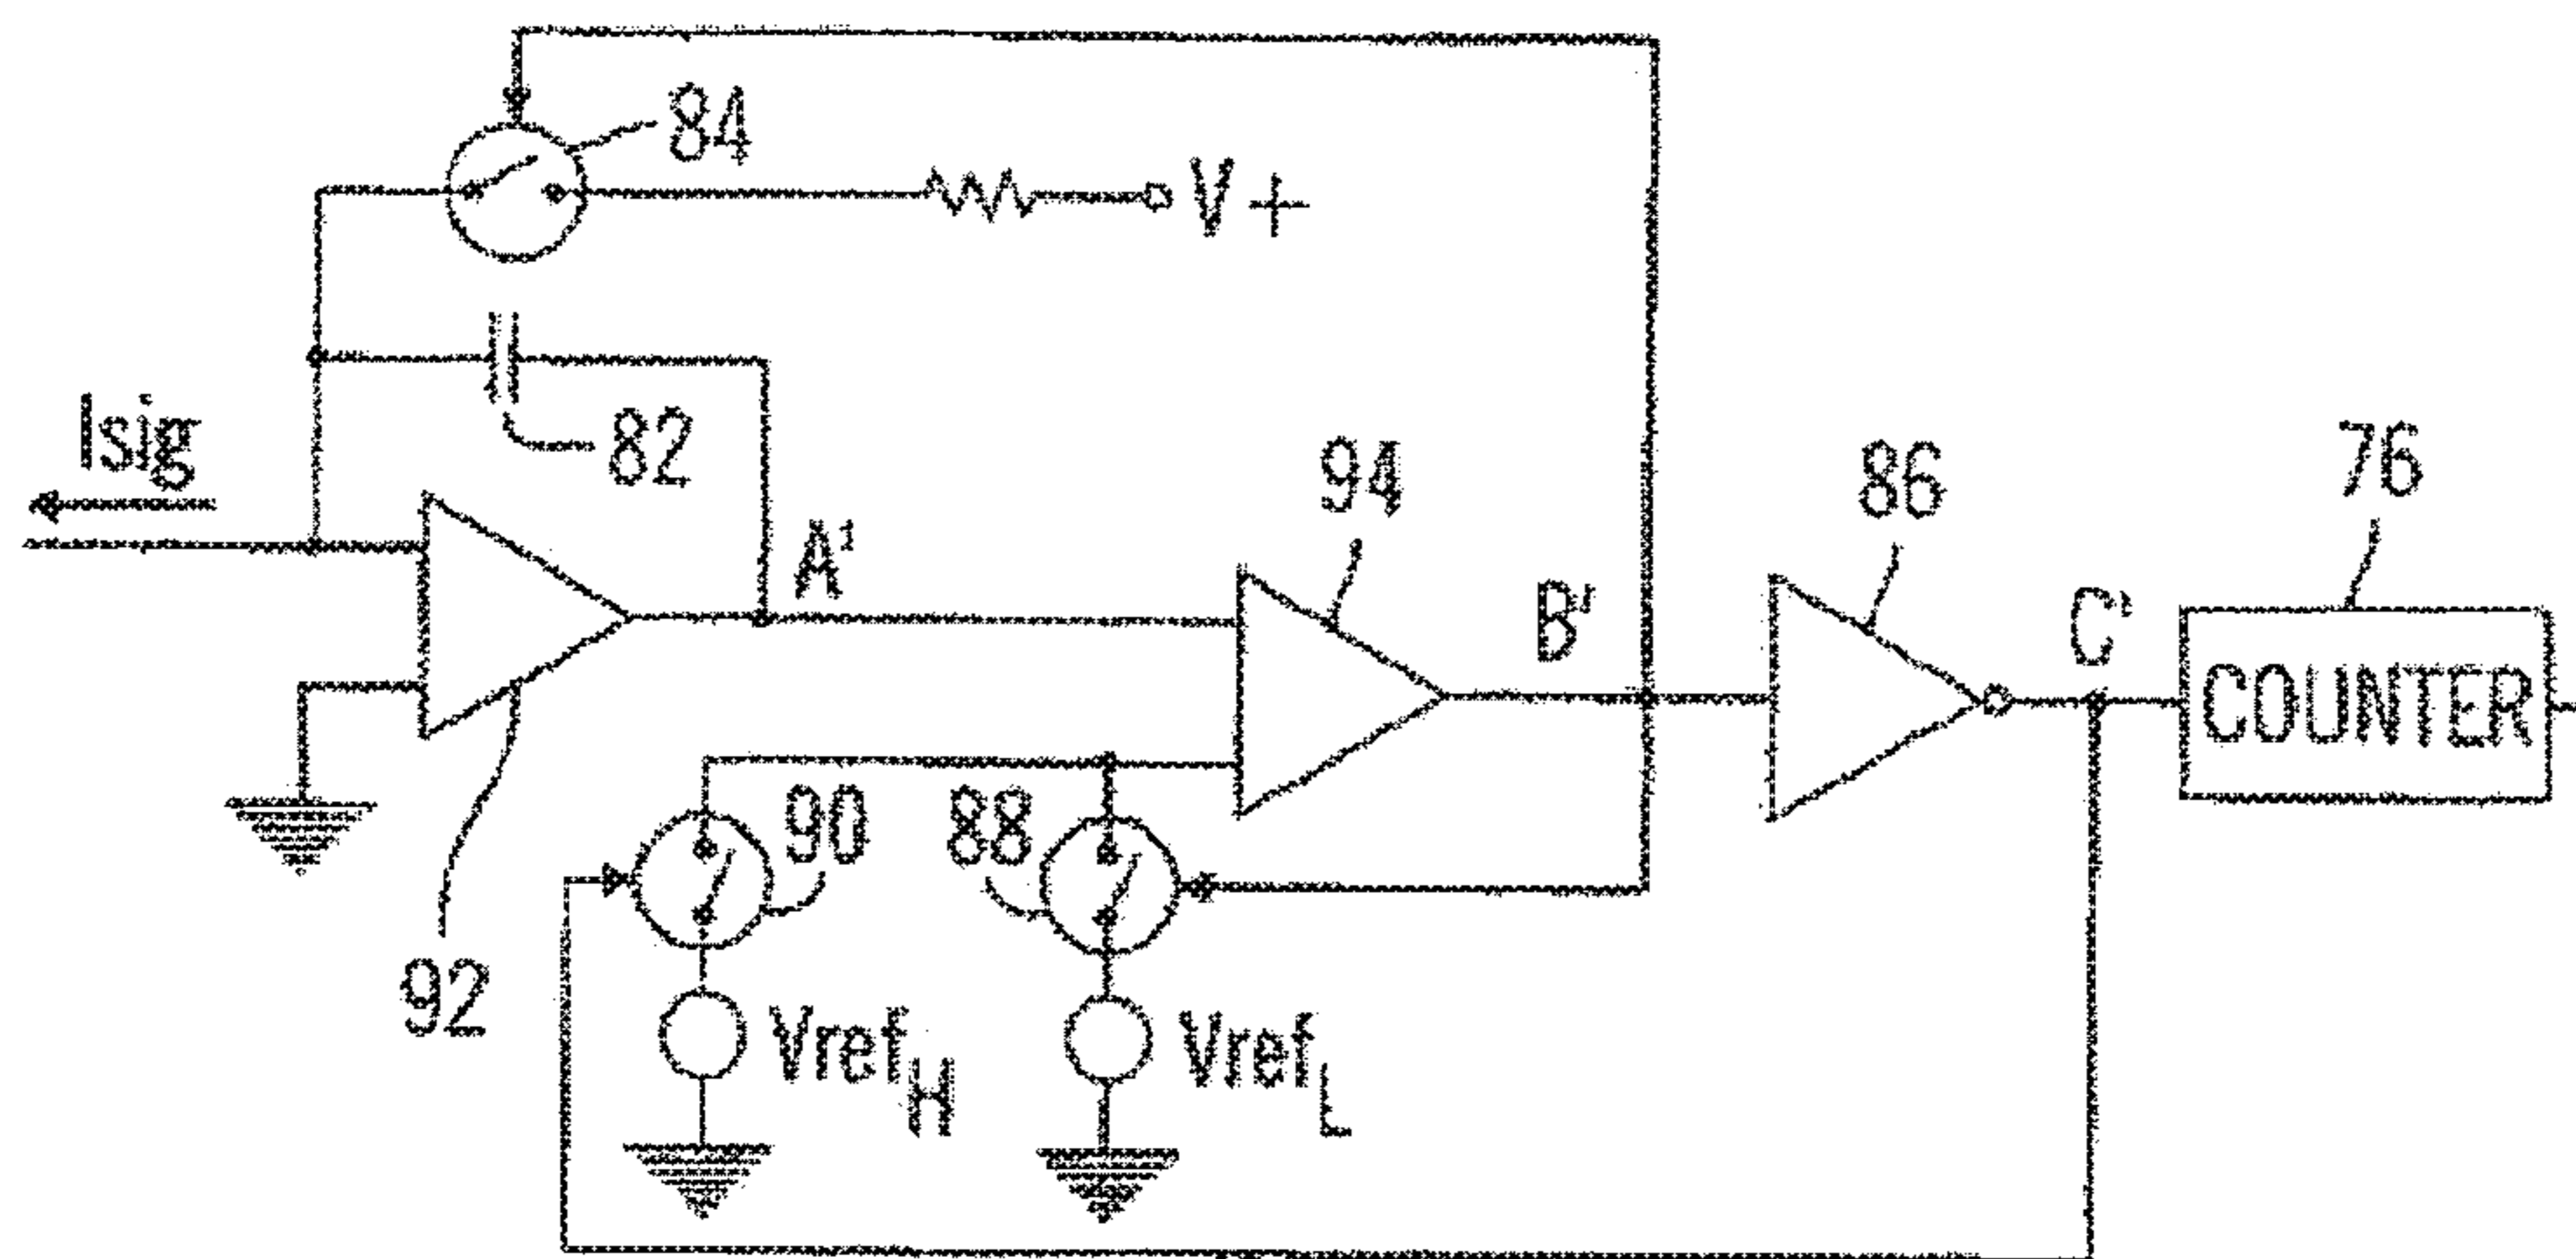 84
V+
82
Isig
A'
94
B'
86
C'
76
COUNTER
90
88
92
VrefH
VrefL